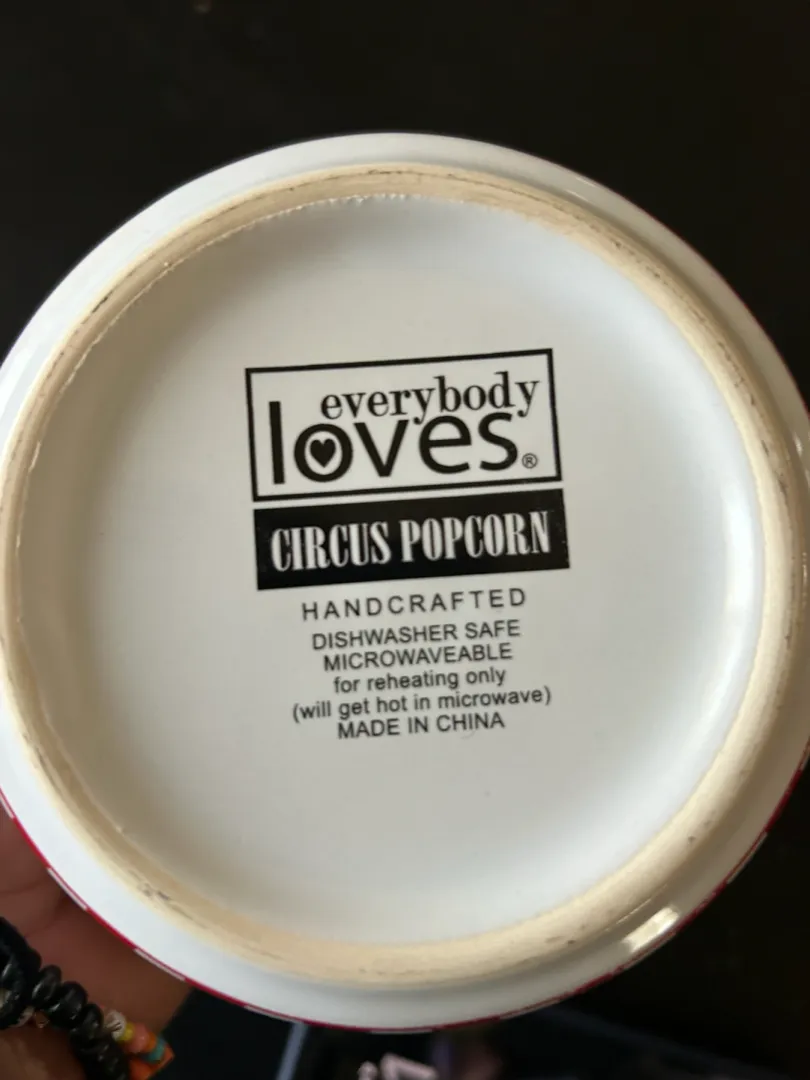 everybody
loves®
CIRCUS POPCORN
HANDCRAFTED
DISHWASHER SAFE
MICROWAVEABLE
for reheating only
(will get hot in microwave)
MADE IN CHINA